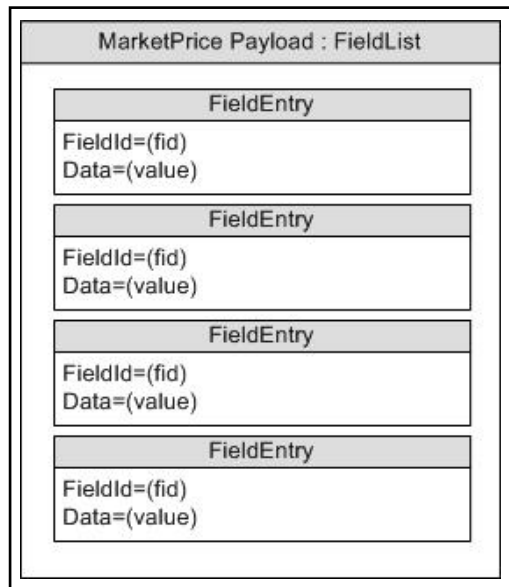 MarketPrice Payload : FieldList
FieldEntry
FieldId=(fid)
Data=(value)
FieldEntry
FieldId=(fid)
Data=(value)
FieldEntry
FieldId=(fid)
Data=(value)
FieldEntry
FieldId=(fid)
Data=(value)